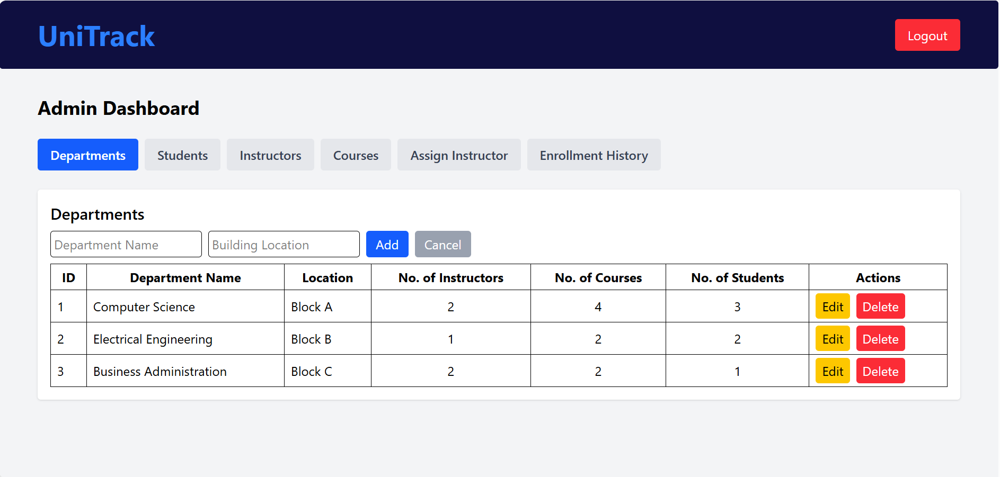 UniTrack
Logout
Admin Dashboard
Departments Students Instructors Courses Assign Instructor Enrollment History
Departments
Department Name Building Location Add Cancel
ID Department Name Location No. of Instructors No. of Courses No. of Students Actions
1 Computer Science Block A 2 4 3 Edit Delete
2 Electrical Engineering Block B 1 2 2 Edit Delete
3 Business Administration Block C 2 2 1 Edit Delete